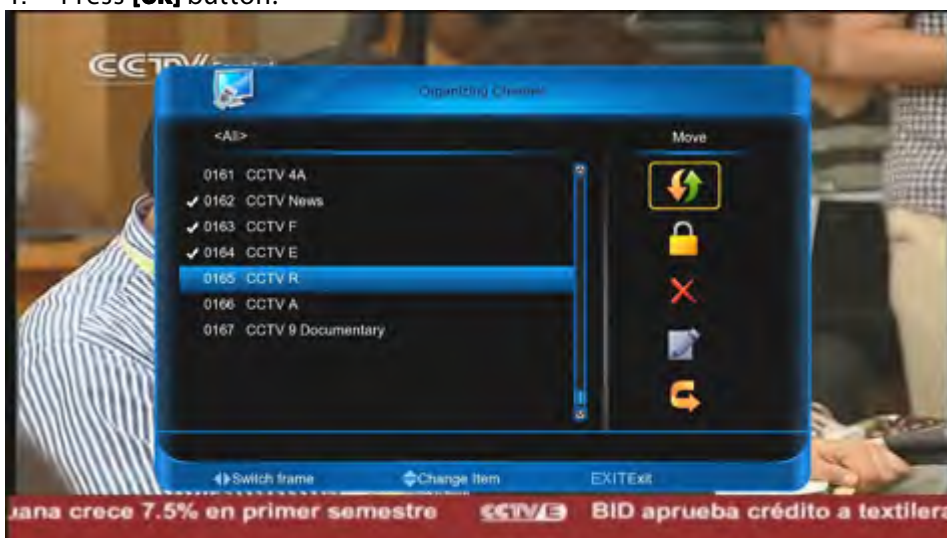 Press [OK] button.
CCTV
Organizing Channel
<All>
Move
0161 CCTV 4A
0162 CCTV News
0163 CCTV F
0164 CCTV E
0165 CCTV R
0166 CCTV A
0167 CCTV 9 Documentary
Switch frame
Change Item
EXITExit
uana crece 7.5% en primer semestre CCTV/E BID aprueba crédito a textilera